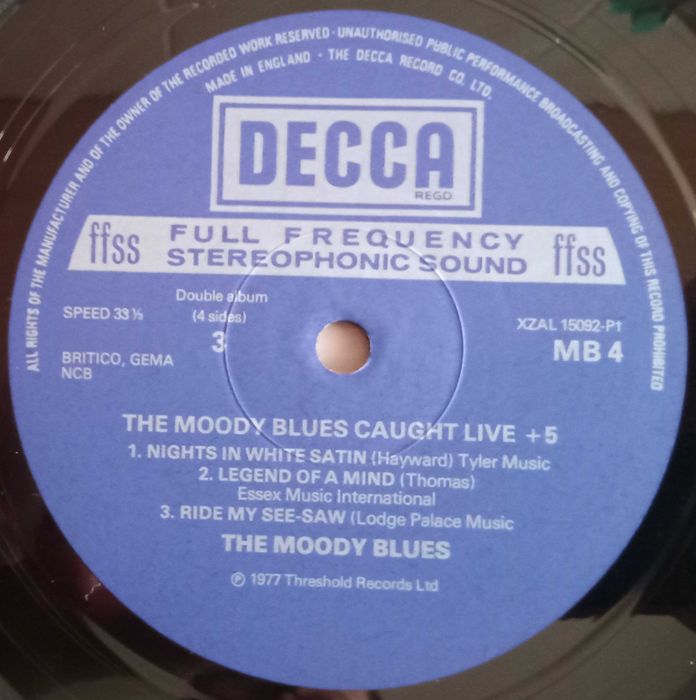 ALL RIGHTS OF THE MANUFACTURER AND OF THE OWNER OF THE RECORDED WORK RESERVED · UNAUTHORISED PUBLIC PERFORMANCE BROADCASTING AND COPYING OF THIS RECORD PROHIBITED
MADE IN ENGLAND · THE DECCA RECORD CO. LTD.
DECCA
REGD
ffss FULL FREQUENCY STEREOPHONIC SOUND ffss
Double album
(4 sides)
3
SPEED 33⅓
BRITICO, GEMA
NCB
XZAL 15092-P†
MB 4
THE MOODY BLUES CAUGHT LIVE +5
1. NIGHTS IN WHITE SATIN (Hayward) Tyler Music
2. LEGEND OF A MIND (Thomas)
Essex Music International
3. RIDE MY SEE-SAW (Lodge Palace Music
THE MOODY BLUES
℗ 1977 Threshold Records Ltd